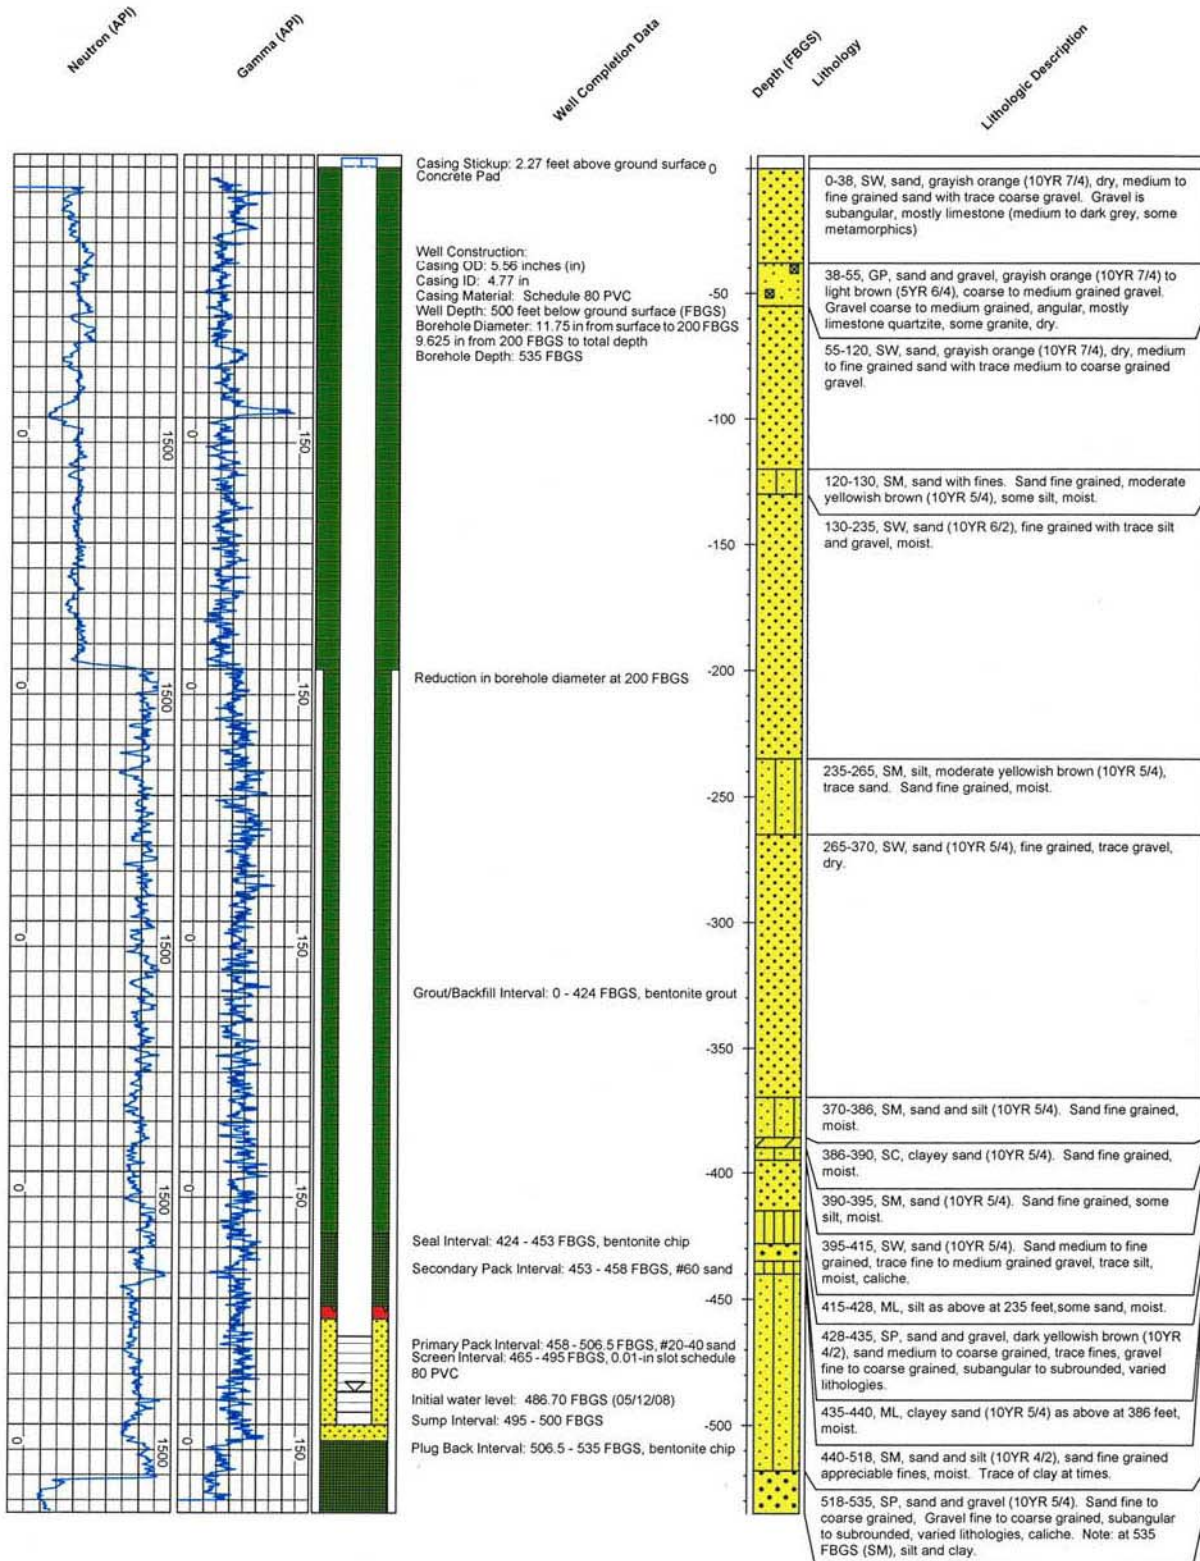 Neutron (API)
Gamma (API)
Well Completion Data
Depth (FBGS)
Lithology
Lithologic Description
Casing Stickup: 2.27 feet above ground surface
Concrete Pad
Well Construction:
Casing OD: 5.56 inches (in)
Casing ID: 4.77 in
Casing Material: Schedule 80 PVC
Well Depth: 500 feet below ground surface (FBGS)
Borehole Diameter: 11.75 in from surface to 200 FBGS
9.625 in from 200 FBGS to total depth
Borehole Depth: 535 FBGS
Reduction in borehole diameter at 200 FBGS
Grout/Backfill Interval: 0 - 424 FBGS, bentonite grout
Seal Interval: 424 - 453 FBGS, bentonite chip
Secondary Pack Interval: 453 - 458 FBGS, #60 sand
Primary Pack Interval: 458 - 506.5 FBGS, #20-40 sand
Screen Interval: 465 - 495 FBGS, 0.01-in slot schedule
80 PVC
Initial water level: 486.70 FBGS (05/12/08)
Sump Interval: 495 - 500 FBGS
Plug Back Interval: 506.5 - 535 FBGS, bentonite chip
0
-50
-100
-150
-200
-250
-300
-350
-400
-450
-500
0-38, SW, sand, grayish orange (10YR 7/4), dry, medium to
fine grained sand with trace coarse gravel. Gravel is
subangular, mostly limestone (medium to dark grey, some
metamorphics)
38-55, GP, sand and gravel, grayish orange (10YR 7/4) to
light brown (5YR 6/4), coarse to medium grained gravel.
Gravel coarse to medium grained, angular, mostly
limestone quartzite, some granite, dry.
55-120, SW, sand, grayish orange (10YR 7/4), dry, medium
to fine grained sand with trace medium to coarse grained
gravel.
120-130, SM, sand with fines. Sand fine grained, moderate
yellowish brown (10YR 5/4), some silt, moist.
130-235, SW, sand (10YR 6/2), fine grained with trace silt
and gravel, moist.
235-265, SM, silt, moderate yellowish brown (10YR 5/4),
trace sand. Sand fine grained, moist.
265-370, SW, sand (10YR 5/4), fine grained, trace gravel,
dry.
370-386, SM, sand and silt (10YR 5/4). Sand fine grained,
moist.
386-390, SC, clayey sand (10YR 5/4). Sand fine grained,
moist.
390-395, SM, sand (10YR 5/4). Sand fine grained, some
silt, moist.
395-415, SW, sand (10YR 5/4). Sand medium to fine
grained, trace fine to medium grained gravel, trace silt,
moist, caliche.
415-428, ML, silt as above at 235 feet,some sand, moist.
428-435, SP, sand and gravel, dark yellowish brown (10YR
4/2), sand medium to coarse grained, trace fines, gravel
fine to coarse grained, subangular to subrounded, varied
lithologies.
435-440, ML, clayey sand (10YR 5/4) as above at 386 feet,
moist.
440-518, SM, sand and silt (10YR 4/2), sand fine grained
appreciable fines, moist. Trace of clay at times.
518-535, SP, sand and gravel (10YR 5/4). Sand fine to
coarse grained, Gravel fine to coarse grained, subangular
to subrounded, varied lithologies, caliche. Note: at 535
FBGS (SM), silt and clay.
0
1500
0
150
0
1500
0
150
0
1500
0
150
0
1500
0
150
0
1500
0
150